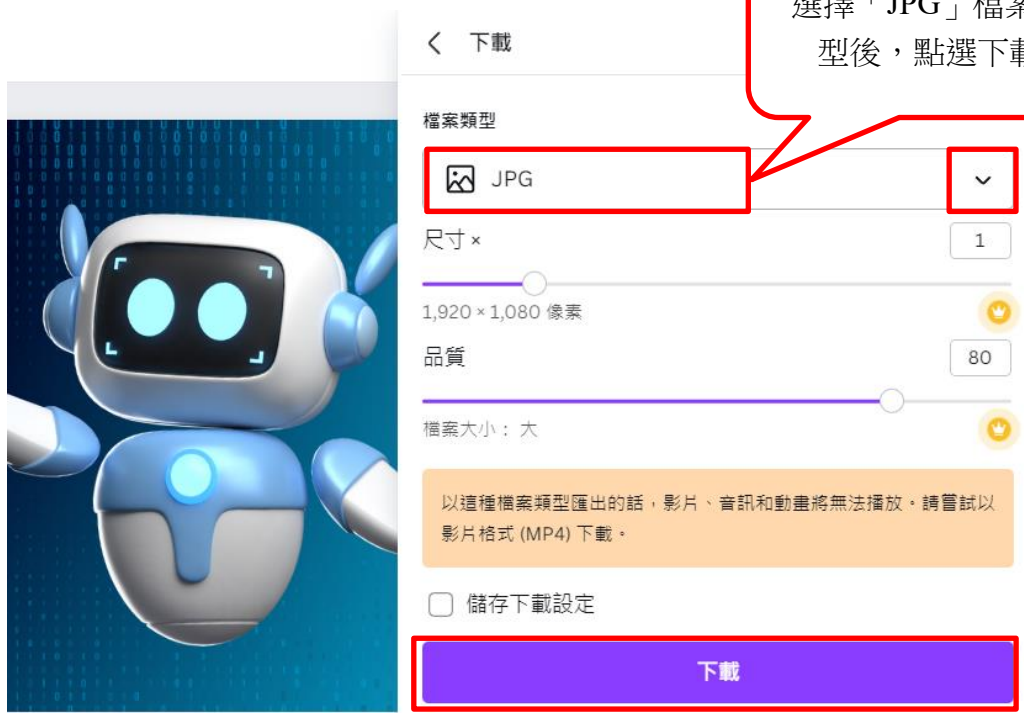 選擇「JPG」檔案
型後，點選下載
下載
檔案類型
JPG
尺寸 ×
1
1,920 × 1,080 像素
品質
80
檔案大小： 大
以這種檔案類型匯出的話，影片、音訊和動畫將無法播放。請嘗試以
影片格式 (MP4) 下載。
儲存下載設定
下載